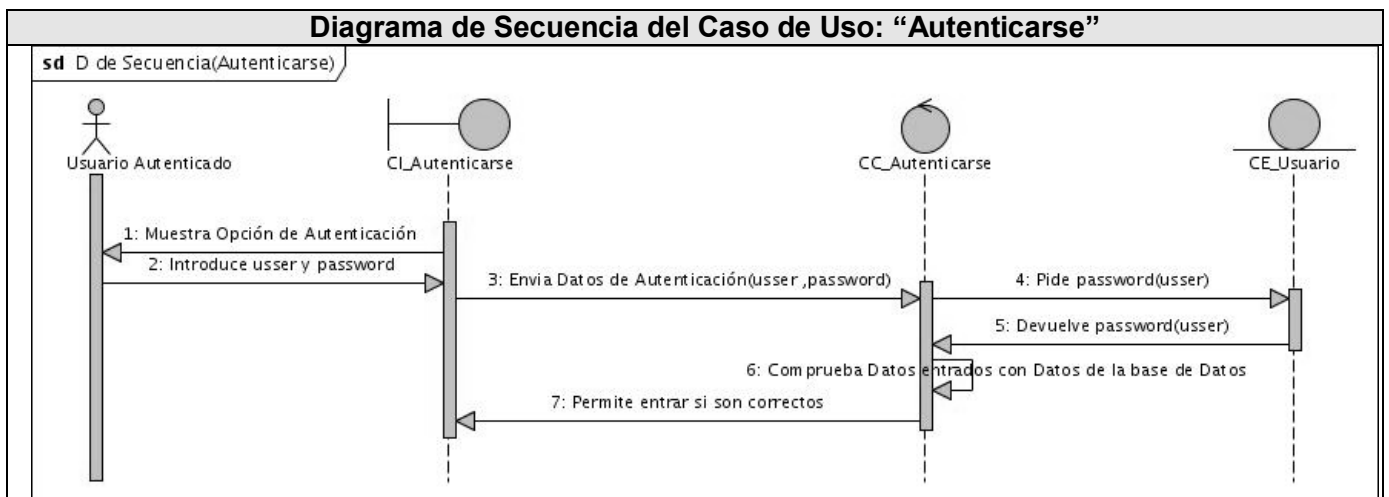 Diagrama de Secuencia del Caso de Uso: “Autenticarse”
sd D de Secuencia(Autenticarse)
Usuario Autenticado
CI_Autenticarse
CC_Autenticarse
CE_Usuario
1: Muestra Opción de Autenticación
2: Introduce usser y password
3: Envia Datos de Autenticación(usser ,password)
4: Pide password(usser)
5: Devuelve password(usser)
6: Comprueba Datos entrados con Datos de la base de Datos
7: Permite entrar si son correctos